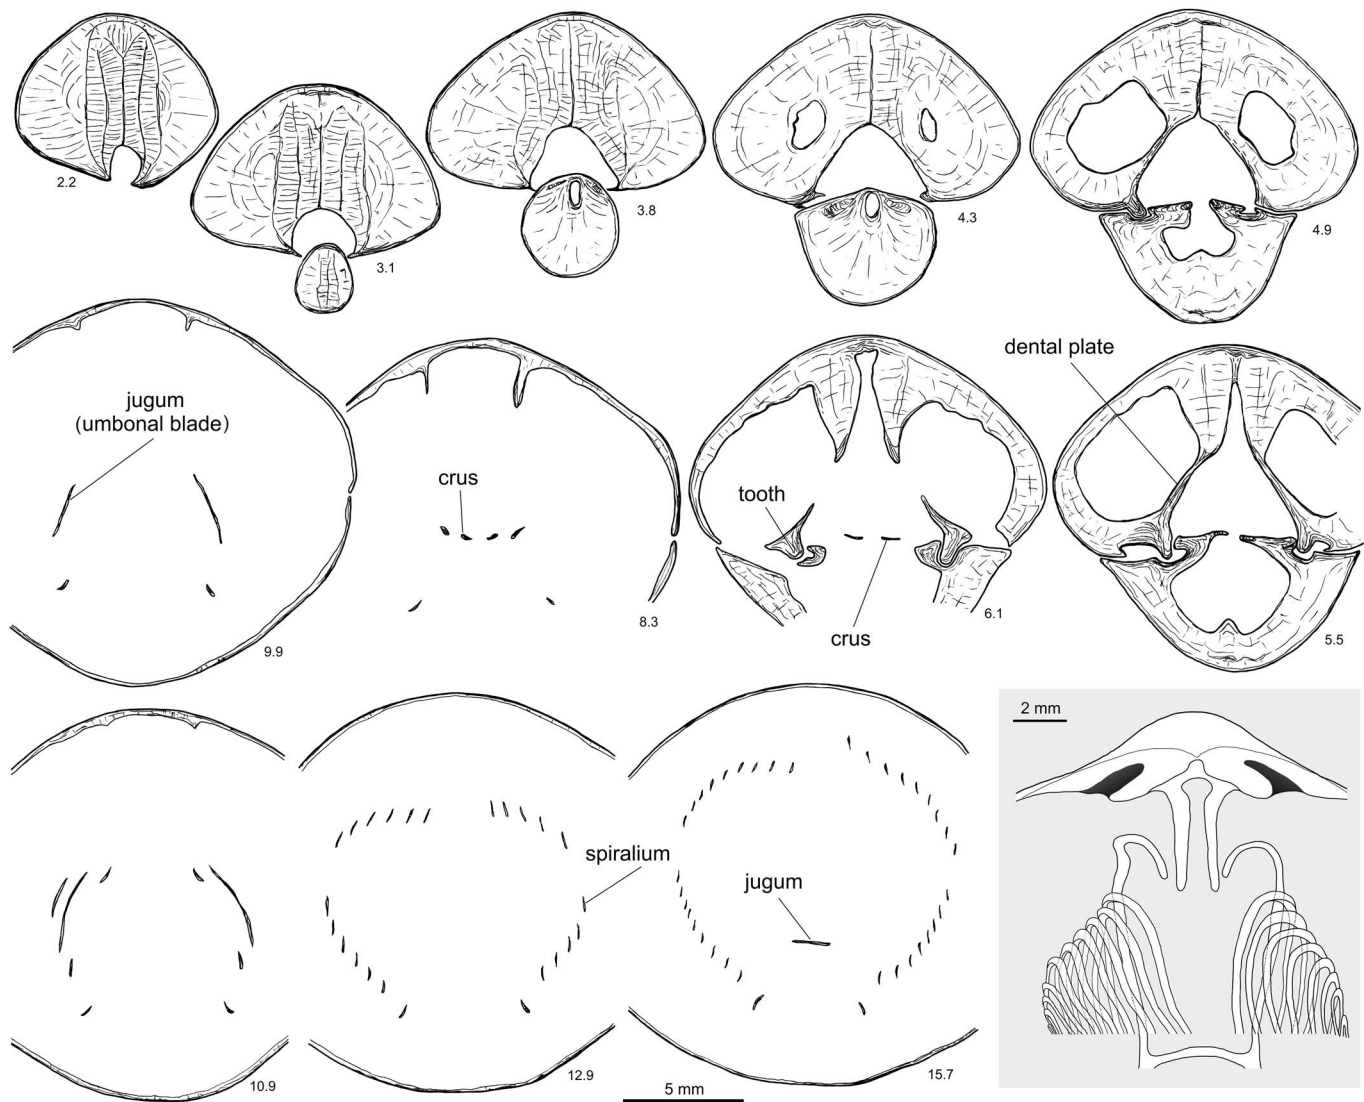 2.2
3.1
3.8
4.3
4.9
jugum
(umbonal blade)
9.9
crus
8.3
tooth
crus
6.1
dental plate
5.5
10.9
12.9
spiralium
jugum
15.7
5 mm
2 mm